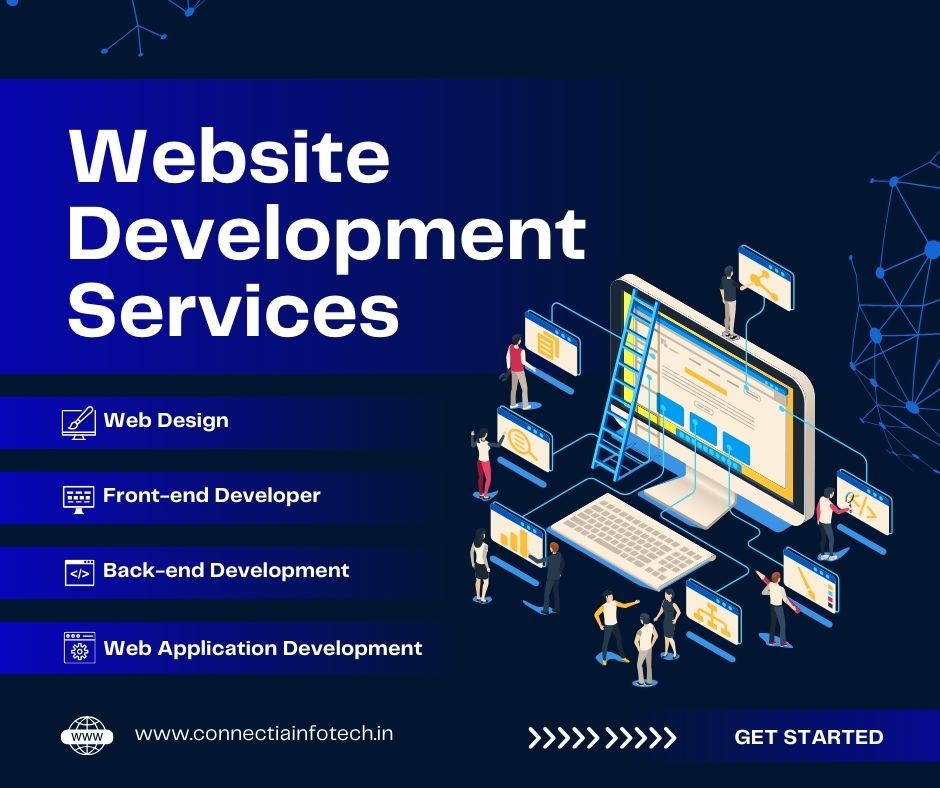 Website
Development
Services
Web Design
Front-end Developer
</>
Back-end Development
Web Application Development
WWW
www.connectiainfotech.in
GET STARTED
</>